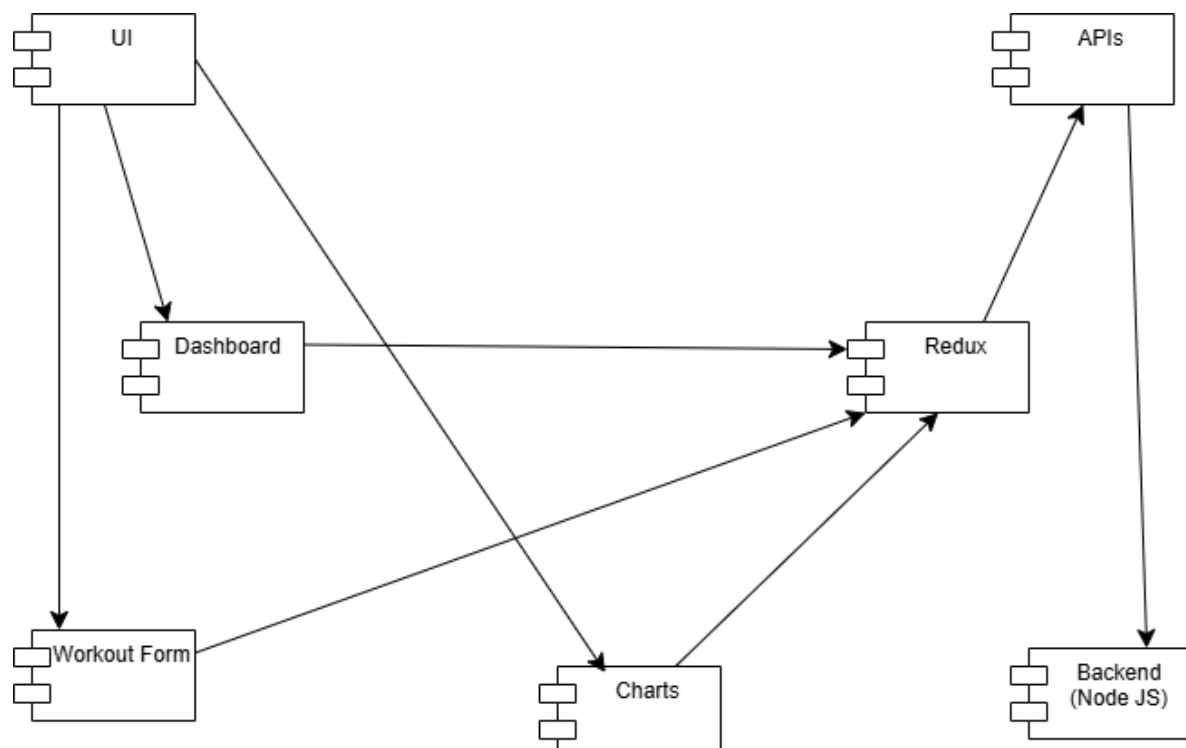 UI
APIs
Dashboard
Redux
Workout Form
Charts
Backend
(Node JS)